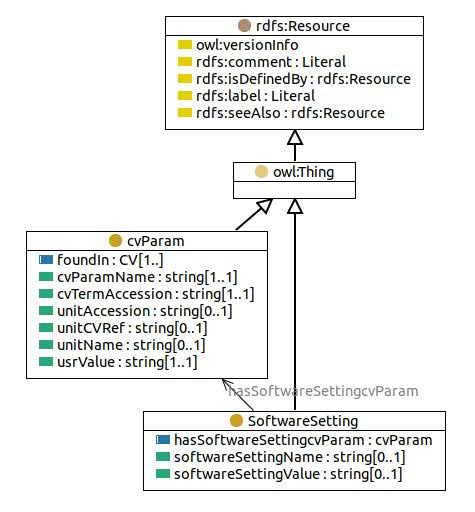 rdfs:Resource
owl:versionInfo
rdfs:comment : Literal
rdfs:isDefinedBy : rdfs:Resource
rdfs:label : Literal
rdfs:seeAlso : rdfs:Resource
owl:Thing
cvParam
foundIn : CV[1..]
cvParamName : string[1..1]
cvTermAccession : string[1..1]
unitAccession : string[0..1]
unitCVRef : string[0..1]
unitName : string[0..1]
usrValue : string[1..1]
hasSoftwareSettingcvParam
SoftwareSetting
hasSoftwareSettingcvParam : cvParam
softwareSettingName : string[0..1]
softwareSettingValue : string[0..1]